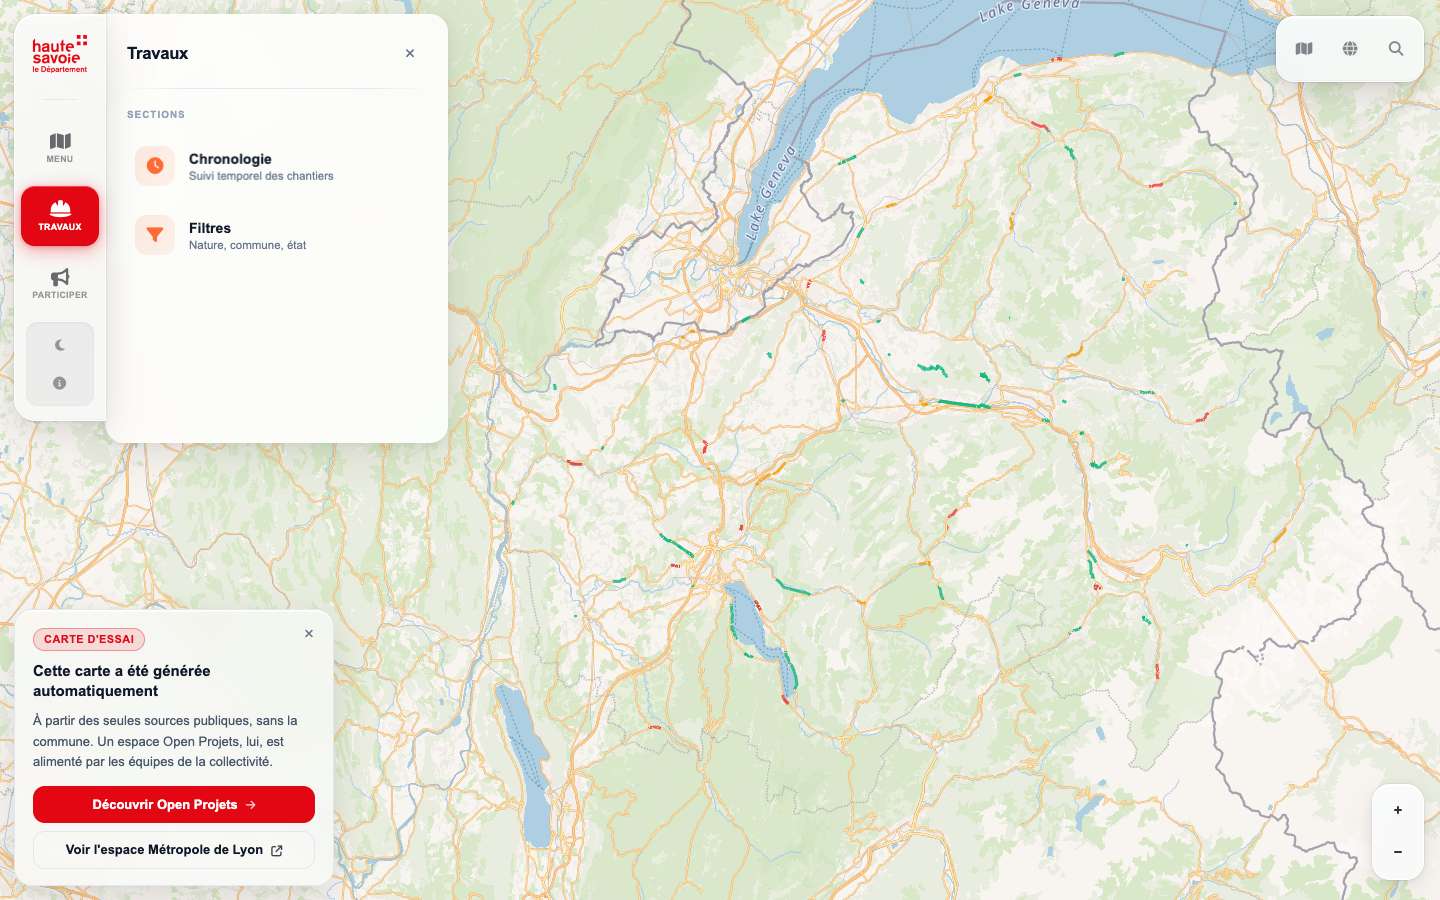 haute
savoie
le Département
MENU
TRAVAUX
PARTICIPER
Travaux
SECTIONS
Chronologie
Suivi temporel des chantiers
Filtres
Nature, commune, état
Lake Geneva
Lake Geneva
CARTE D'ESSAI
Cette carte a été générée
automatiquement
À partir des seules sources publiques, sans la
commune. Un espace Open Projets, lui, est
alimenté par les équipes de la collectivité.
Découvrir Open Projets →
Voir l'espace Métropole de Lyon
+
−